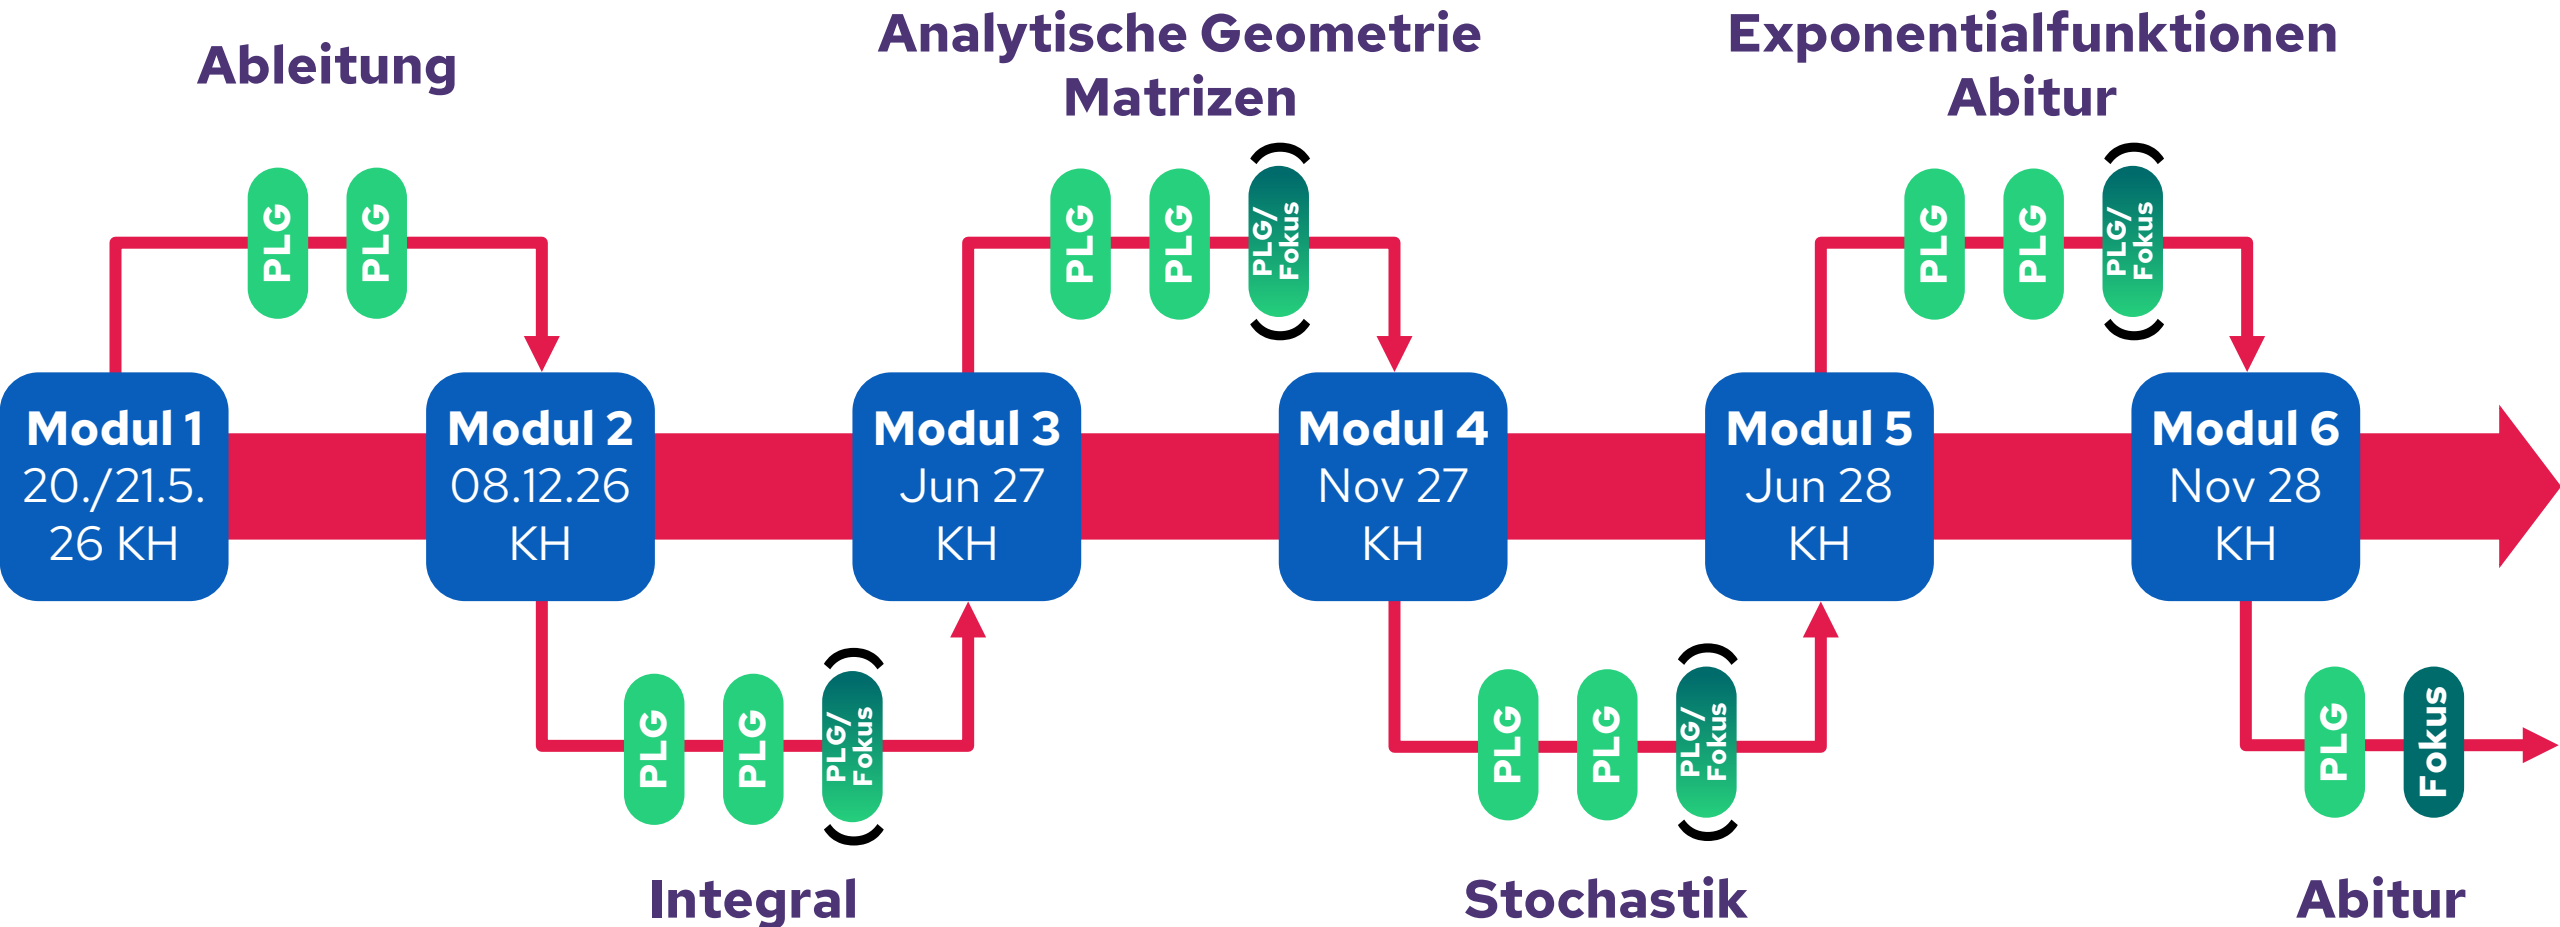 Ableitung
Analytische Geometrie
Matrizen
Exponentialfunktionen
Abitur
PLG
PLG
PLG
PLG
PLG/
Fokus
PLG
PLG
PLG/
Fokus
Modul 1
20./21.5.
26 KH
Modul 2
08.12.26
KH
Modul 3
Jun 27
KH
Modul 4
Nov 27
KH
Modul 5
Jun 28
KH
Modul 6
Nov 28
KH
PLG
PLG
PLG/
Fokus
PLG
PLG
PLG/
Fokus
PLG
Fokus
Integral
Stochastik
Abitur